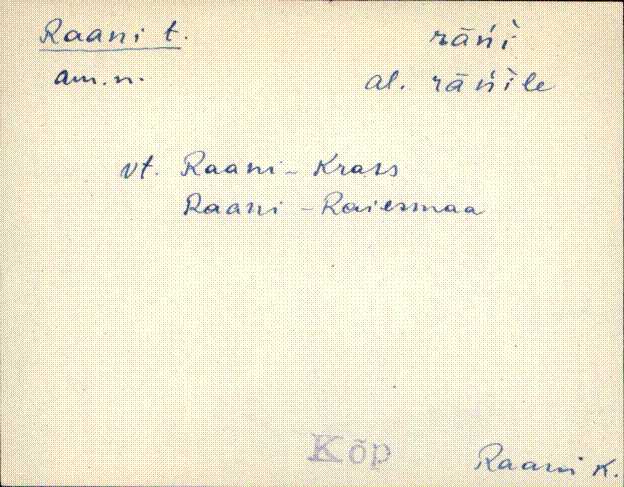 Raani t. rāńi
am.n. al. rāńile
vt. Raani - Krass
Raani - Raiesmaa
Kõp
Raani K.